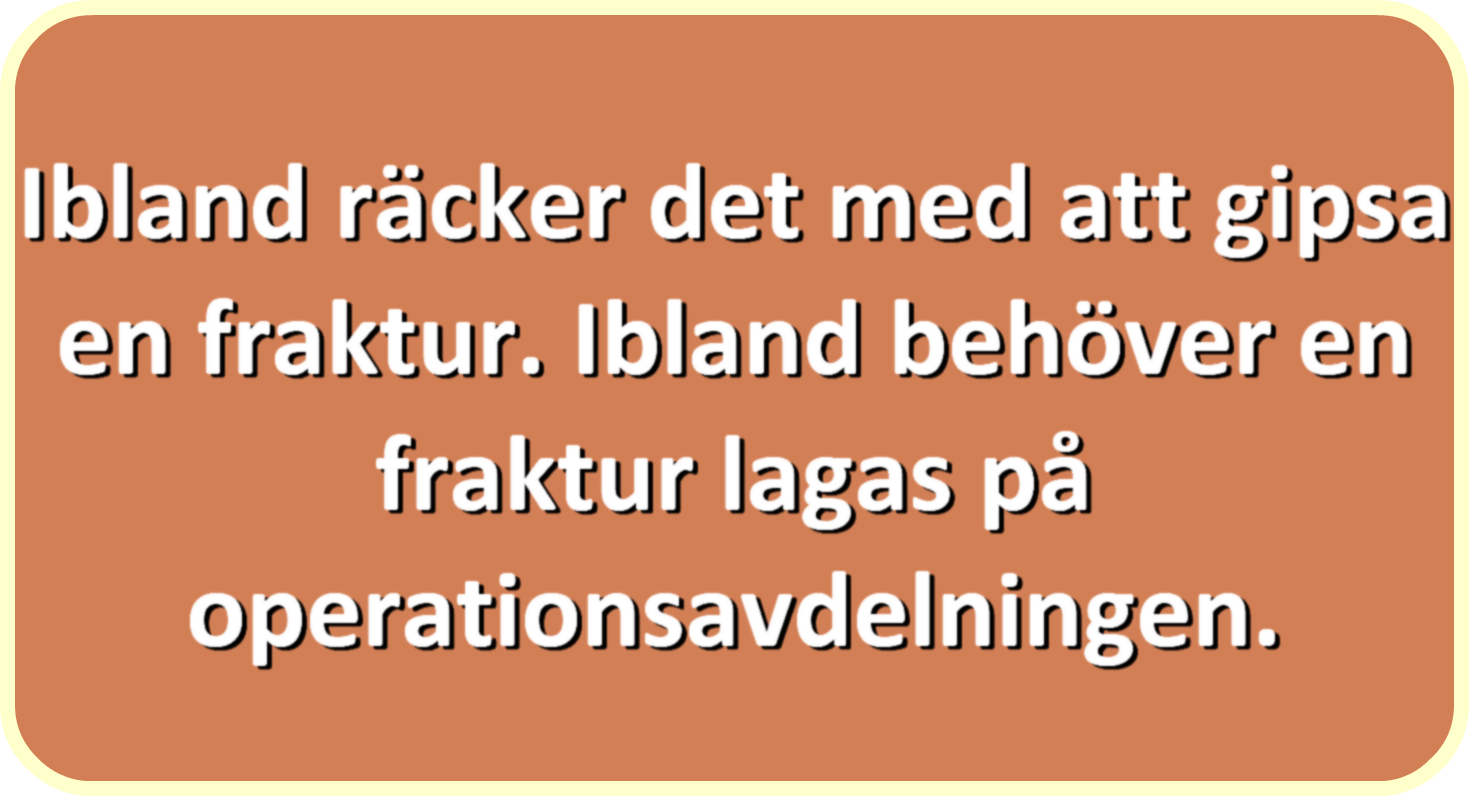 Ibland räcker det med att gipsa
en fraktur. Ibland behöver en
fraktur lagas på
operationsavdelningen.